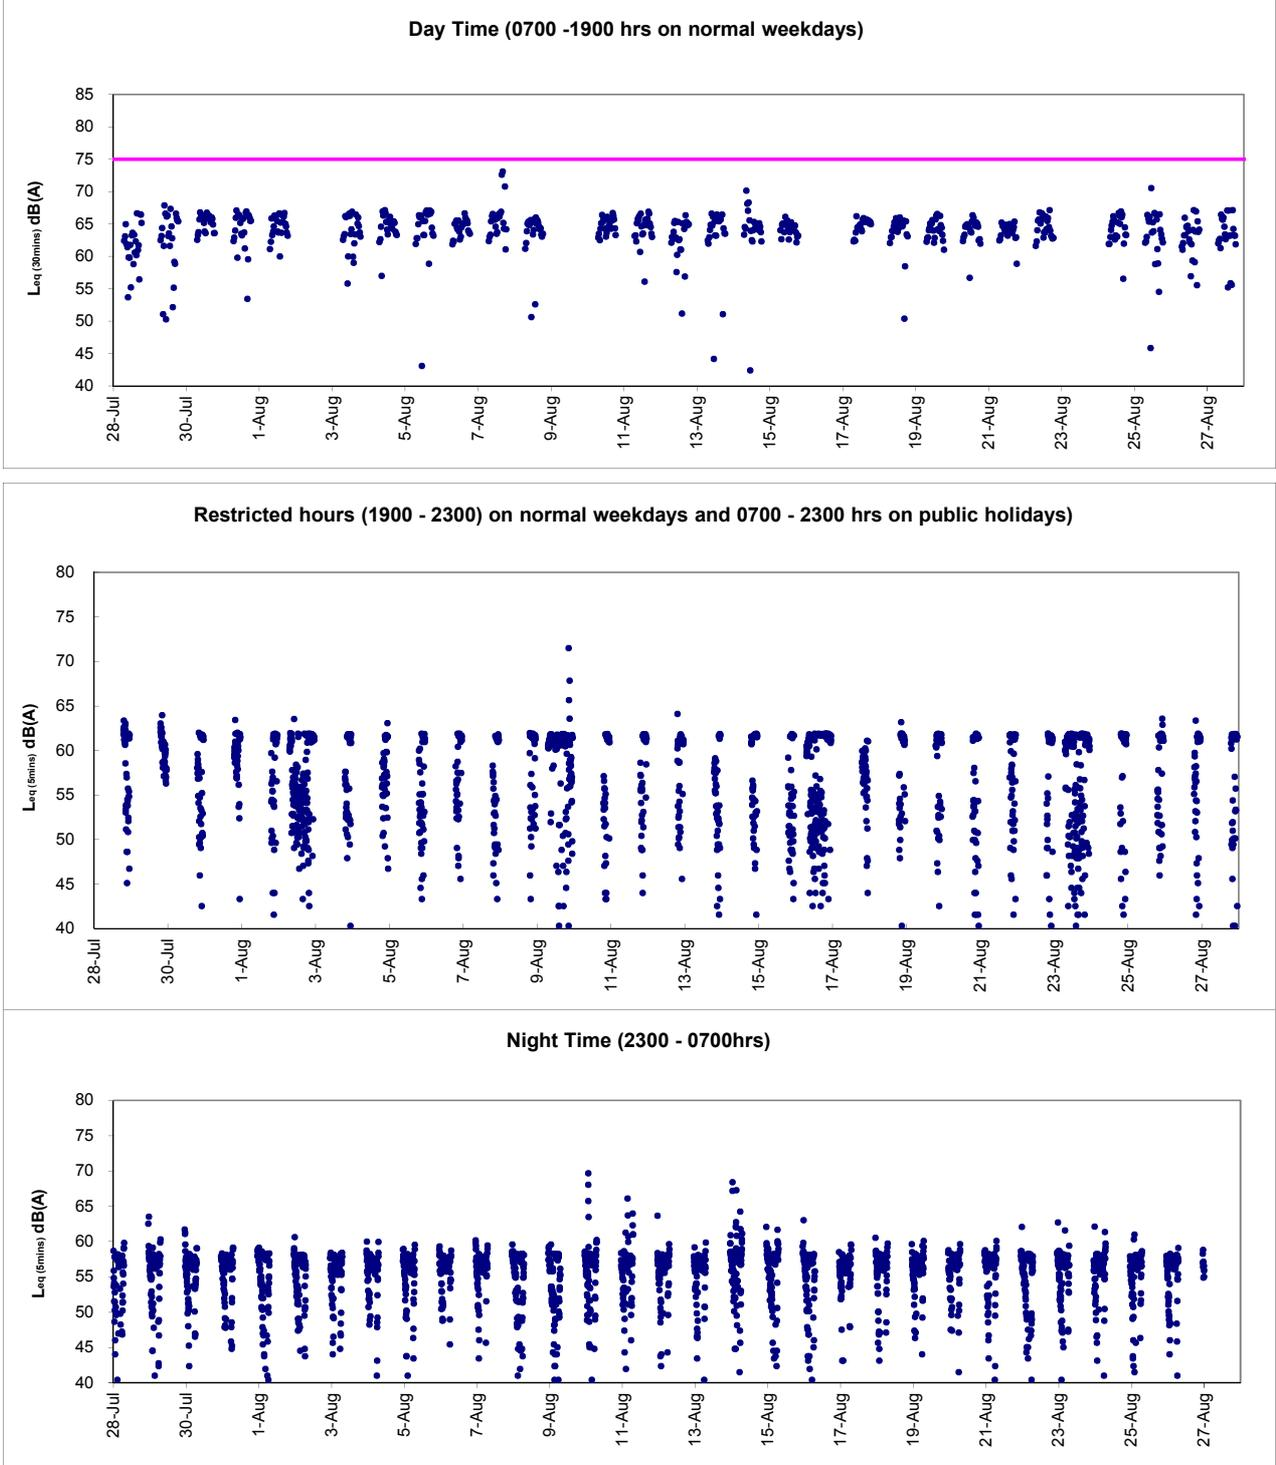 Day Time (0700 -1900 hrs on normal weekdays)
85
80
75
70
65
60
55
50
45
40
Leq (30mins) dB(A)
28-Jul
30-Jul
1-Aug
3-Aug
5-Aug
7-Aug
9-Aug
11-Aug
13-Aug
15-Aug
17-Aug
19-Aug
21-Aug
23-Aug
25-Aug
27-Aug
Restricted hours (1900 - 2300) on normal weekdays and 0700 - 2300 hrs on public holidays)
80
75
70
65
60
55
50
45
40
Leq (5mins) dB(A)
28-Jul
30-Jul
1-Aug
3-Aug
5-Aug
7-Aug
9-Aug
11-Aug
13-Aug
15-Aug
17-Aug
19-Aug
21-Aug
23-Aug
25-Aug
27-Aug
Night Time (2300 - 0700hrs)
80
75
70
65
60
55
50
45
40
Leq (5mins) dB(A)
28-Jul
30-Jul
1-Aug
3-Aug
5-Aug
7-Aug
9-Aug
11-Aug
13-Aug
15-Aug
17-Aug
19-Aug
21-Aug
23-Aug
25-Aug
27-Aug